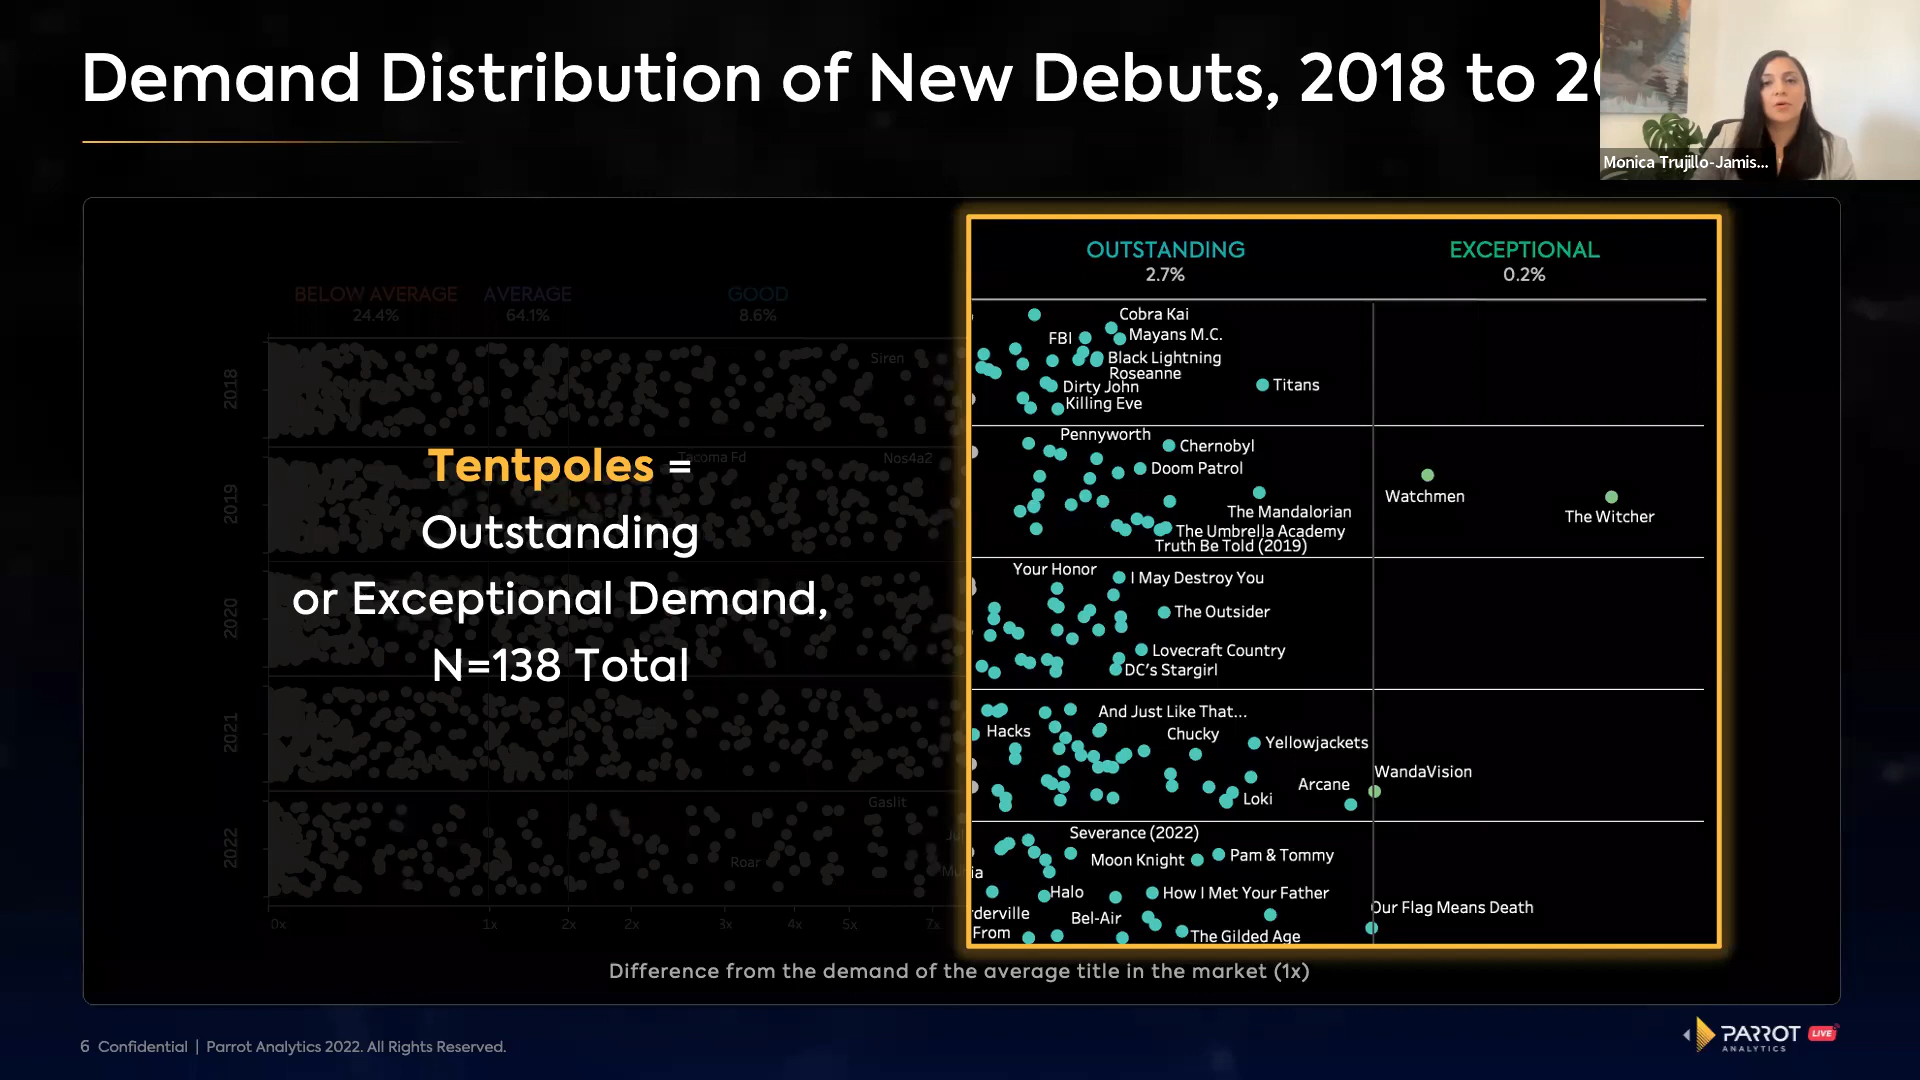 Demand Distribution of New Debuts, 2018 to 2
Monica Trujillo-Jamis...
OUTSTANDING
2.7%
EXCEPTIONAL
0.2%
BELOW AVERAGE
24.4%
AVERAGE
64.1%
GOOD
8.6%
2018
Siren
Cobra Kai
FBI
Mayans M.C.
Black Lightning
Roseanne
Dirty John
Killing Eve
Titans
2019
Tacoma Fd
Nos4a2
Pennyworth
Chernobyl
Doom Patrol
The Mandalorian
The Umbrella Academy
Truth Be Told (2019)
Watchmen
The Witcher
Tentpoles =
Outstanding
or Exceptional Demand,
N=138 Total
2020
Your Honor
I May Destroy You
The Outsider
Lovecraft Country
DC's Stargirl
2021
And Just Like That...
Hacks
Chucky
Yellowjackets
Arcane
Loki
WandaVision
2022
Gaslit
Roar
Severance (2022)
Moon Knight
Pam & Tommy
Halo
How I Met Your Father
derville
Bel-Air
From
The Gilded Age
Our Flag Means Death
0x
1x
2x
2x
3x
4x
5x
7x
Difference from the demand of the average title in the market (1x)
6 Confidential | Parrot Analytics 2022. All Rights Reserved.
PARROT
ANALYTICS
LIVE